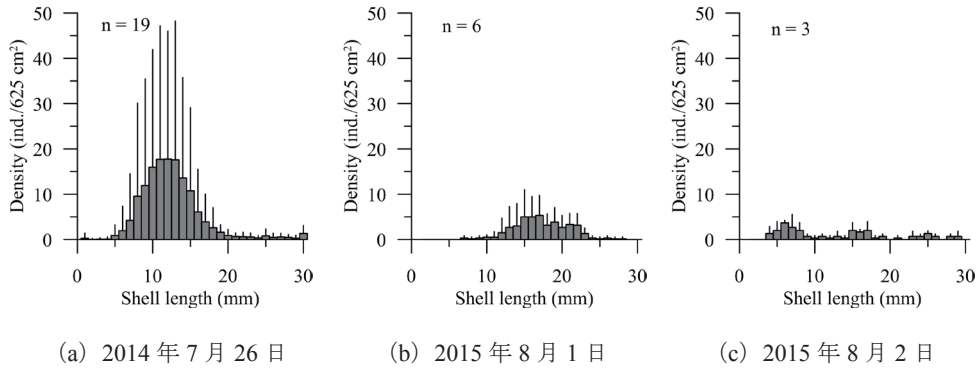 50
40
30
20
10
0
Density (ind./625 cm²)
n = 19
0 10 20 30
Shell length (mm)
(a) 2014 年 7 月 26 日
50
40
30
20
10
0
Density (ind./625 cm²)
n = 6
0 10 20 30
Shell length (mm)
(b) 2015 年 8 月 1 日
50
40
30
20
10
0
Density (ind./625 cm²)
n = 3
0 10 20 30
Shell length (mm)
(c) 2015 年 8 月 2 日